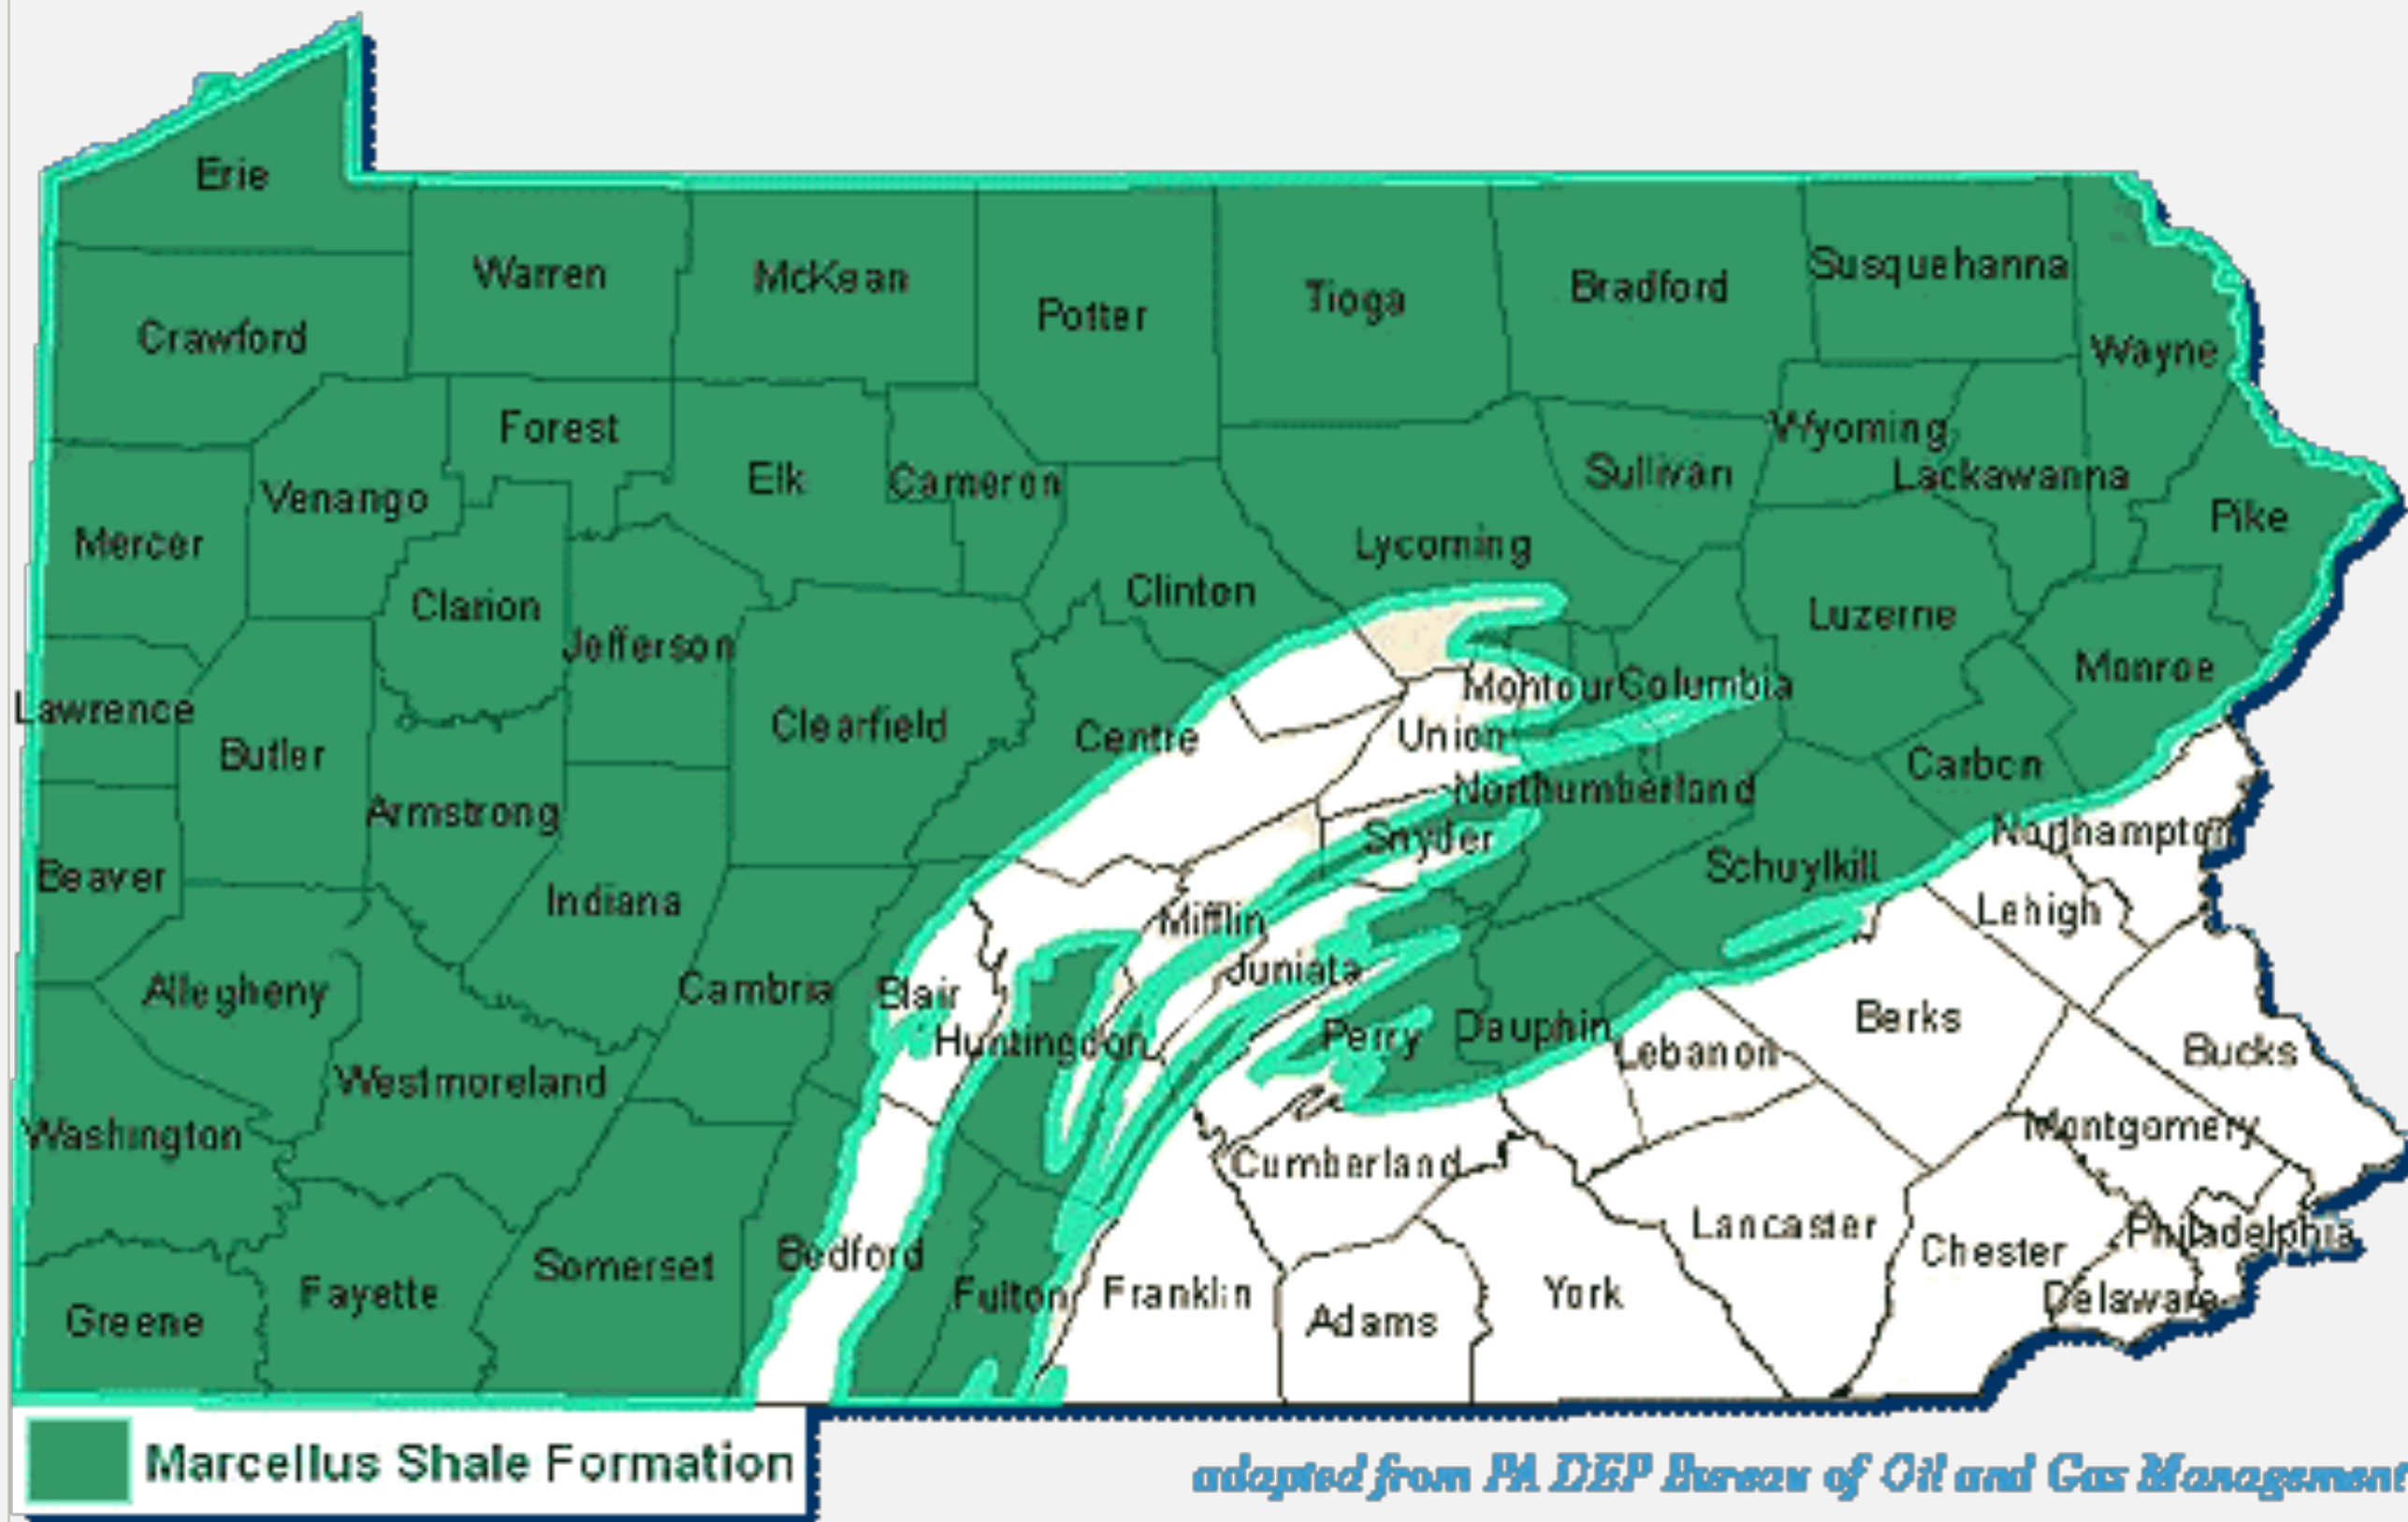 Erie
Warren
McKean
Potter
Tioga
Bradford
Susquehanna
Wayne
Crawford
Forest
Elk
Cameron
Wyoming
Lackawanna
Sullivan
Pike
Venango
Mercer
Clarion
Jefferson
Clinton
Lycoming
Luzerne
Monroe
Lawrence
Butler
Clearfield
Centre
Montour
Columbia
Union
Carbon
Armstrong
Northumberland
Snyder
Schuylkill
Northampton
Beaver
Indiana
Mifflin
Lehigh
Allegheny
Cambria
Blair
Juniata
Huntingdon
Perry
Dauphin
Lebanon
Berks
Bucks
Westmoreland
Washington
Cumberland
Montgomery
Somerset
Bedford
Fulton
Franklin
Adams
York
Lancaster
Chester
Philadelphia
Delaware
Fayette
Greene
Marcellus Shale Formation
adapted from PA DEP Bureau of Oil and Gas Management